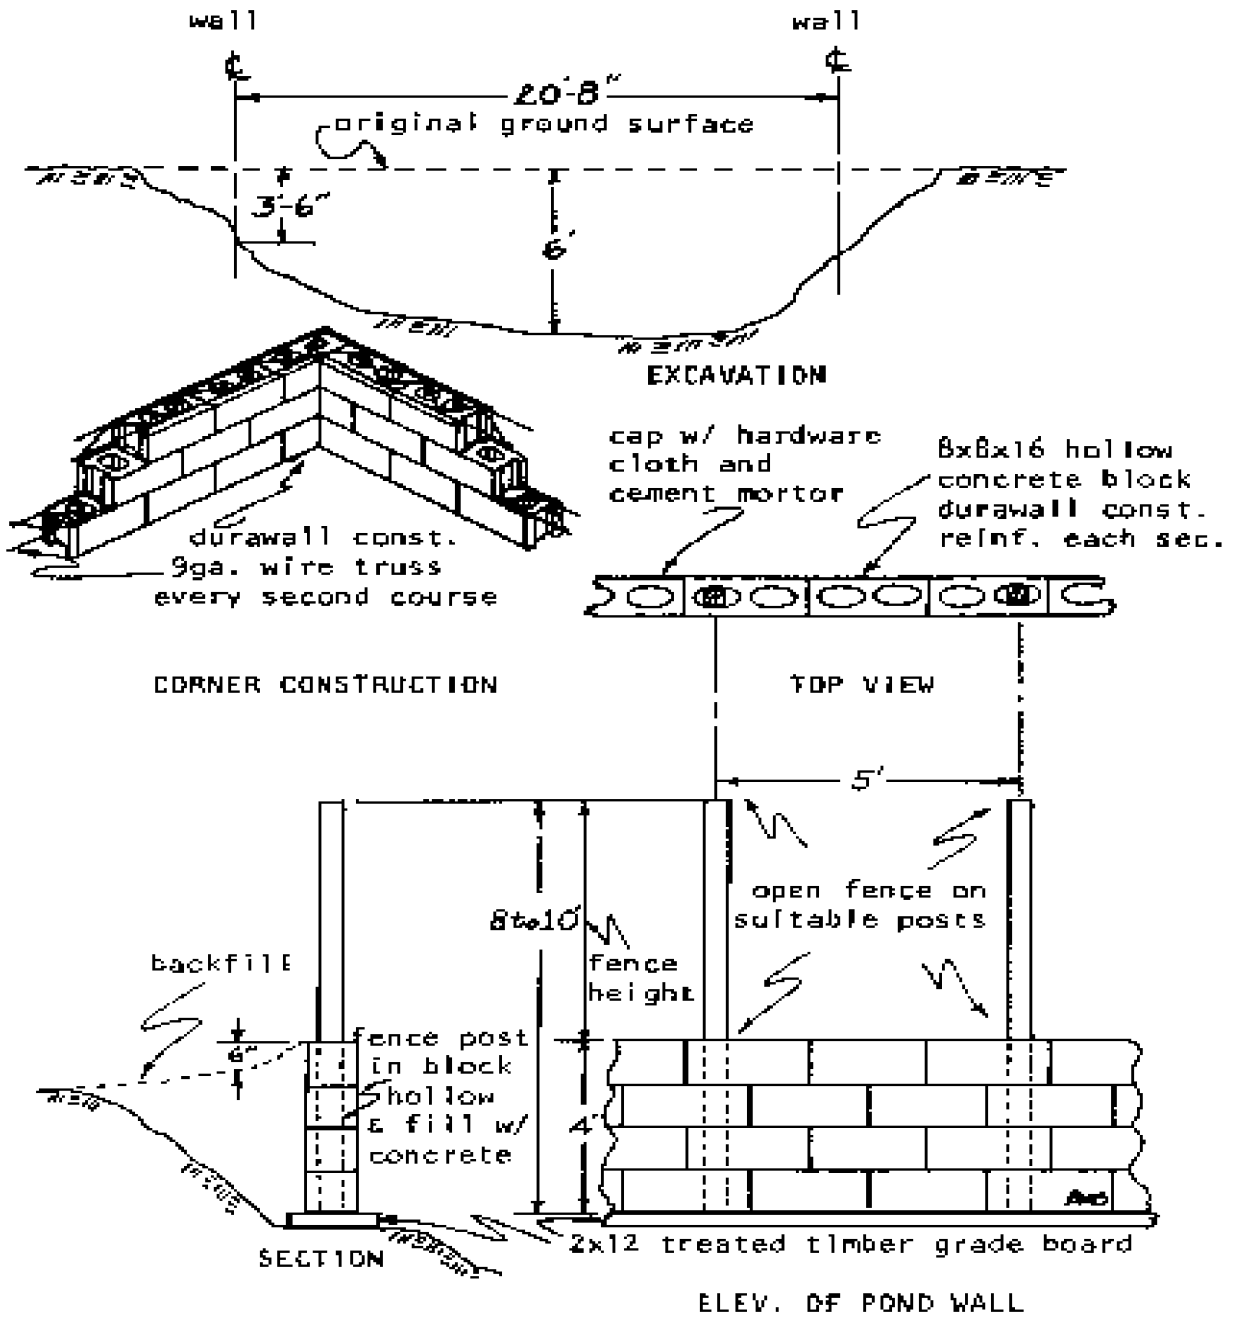 wall
wall
℄
℄
20'-8"
original ground surface
3'-6"
6'
EXCAVATION
cap w/ hardware
cloth and
cement mortor
8x8x16 hollow
concrete block
durawall const.
reinf. each sec.
durawall const.
9ga. wire truss
every second course
CORNER CONSTRUCTION
TOP VIEW
5'
open fence on
suitable posts
8to10'
fence
height
backfill
6"
fence post
in block
hollow
& fill w/
concrete
4'
2x12 treated timber grade board
SECTION
ELEV. OF POND WALL